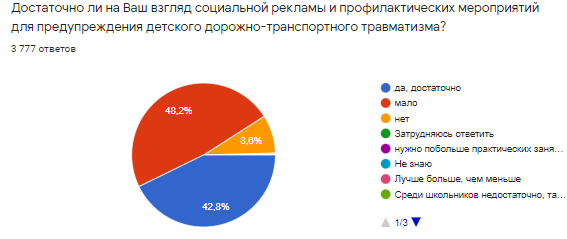 Достаточно ли на Ваш взгляд социальной рекламы и профилактических мероприятий
для предупреждения детского дорожно-транспортного травматизма?
3 777 ответов
48,2%
8,6%
42,8%
да, достаточно
мало
нет
Затрудняюсь ответить
нужно побольше практических заня...
Не знаю
Лучше больше, чем меньше
Среди школьников недостаточно, та...
1/3